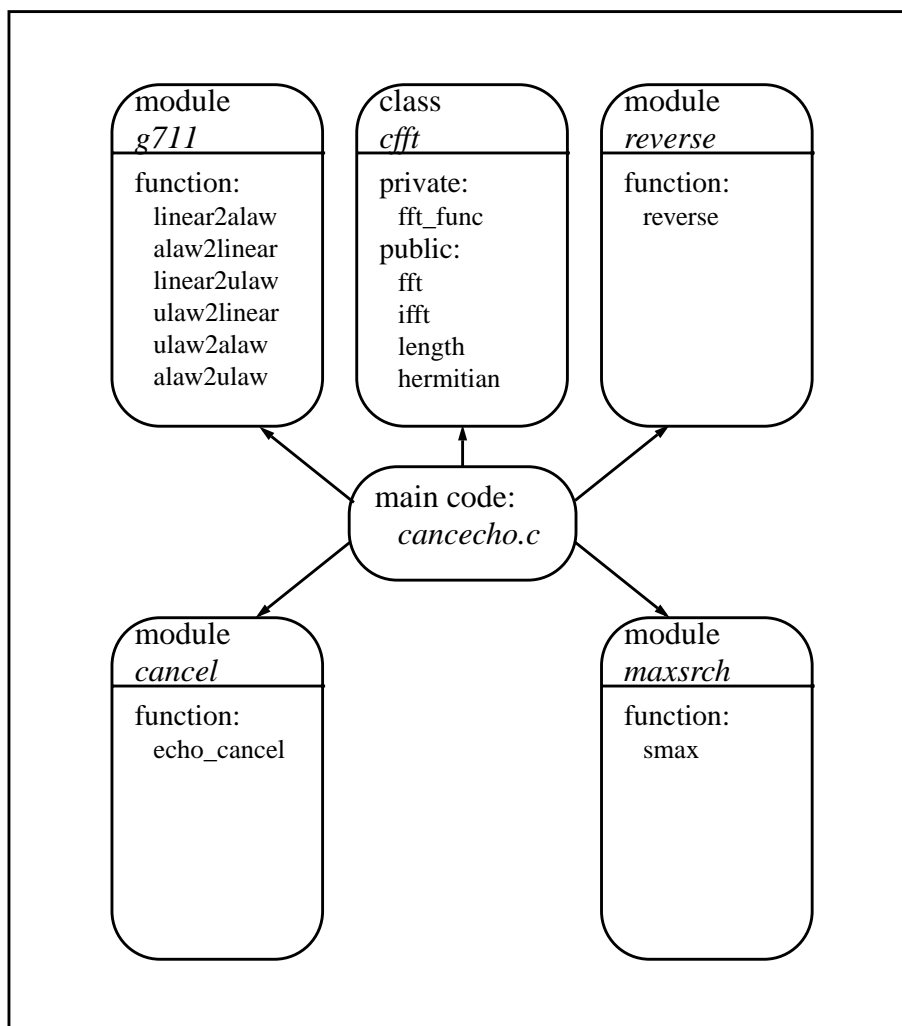 module
g711
function:
linear2alaw
alaw2linear
linear2ulaw
ulaw2linear
ulaw2alaw
alaw2ulaw
class
cfft
private:
fft_func
public:
fft
ifft
length
hermitian
module
reverse
function:
reverse
main code:
cancecho.c
module
cancel
function:
echo_cancel
module
maxsrch
function:
smax